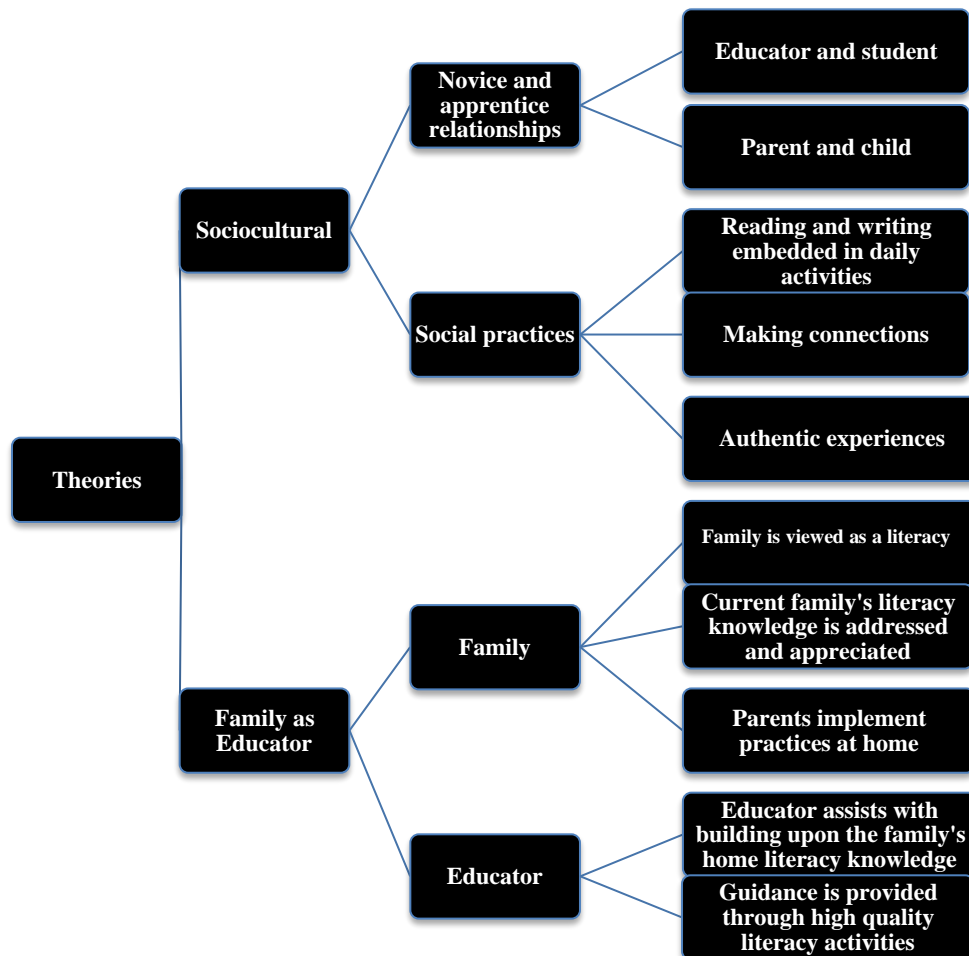 Theories
Sociocultural
Novice and
apprentice
relationships
Educator and student
Parent and child
Social practices
Reading and writing
embedded in daily
activities
Making connections
Authentic experiences
Family as
Educator
Family
Family is viewed as a literacy
Current family's literacy
knowledge is addressed
and appreciated
Parents implement
practices at home
Educator
Educator assists with
building upon the family's
home literacy knowledge
Guidance is provided
through high quality
literacy activities